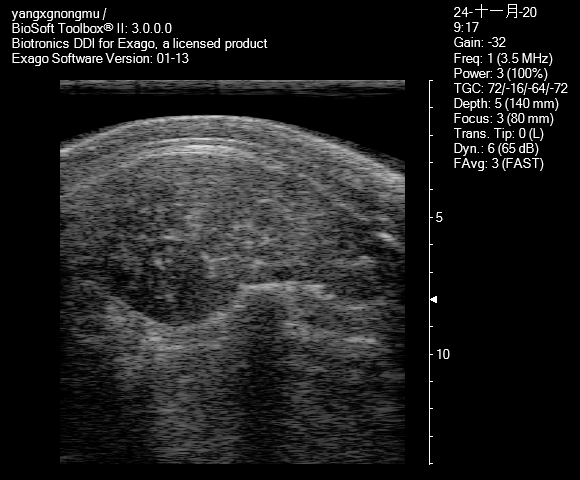 yangxgnongmu /
BioSoft Toolbox® II: 3.0.0.0
Biotronics DDI for Exago, a licensed product
Exago Software Version: 01-13
24-十一月-20
9:17
Gain: -32
Freq: 1 (3.5 MHz)
Power: 3 (100%)
TGC: 72/-16/-64/-72
Depth: 5 (140 mm)
Focus: 3 (80 mm)
Trans. Tip: 0 (L)
Dyn.: 6 (65 dB)
FAvg: 3 (FAST)
5
10